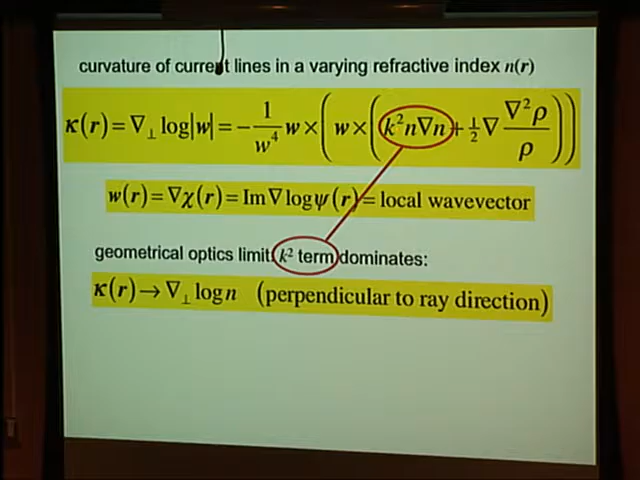 curvature of current lines in a varying refractive index n(r)
κ(r) = ∇⊥ log|w| = −1/w⁴ w × ( w × ( k²n∇n + ½ ∇ ∇²ρ/ρ ) )
w(r) = ∇χ(r) = Im ∇ log ψ(r) = local wavevector
geometrical optics limit: k² term dominates:
κ(r) → ∇⊥ log n (perpendicular to ray direction)